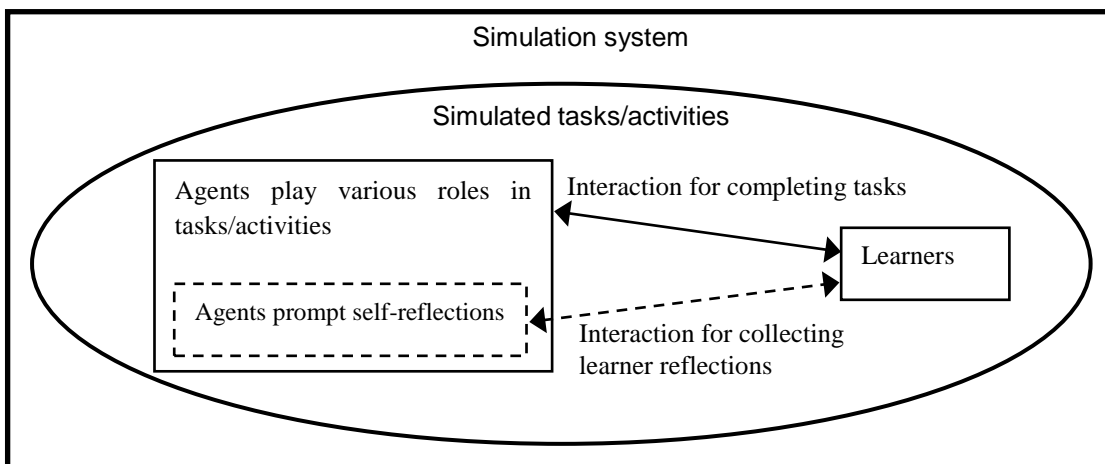 Simulation system
Simulated tasks/activities
Agents play various roles in
tasks/activities
Interaction for completing tasks
Learners
Agents prompt self-reflections
Interaction for collecting
learner reflections